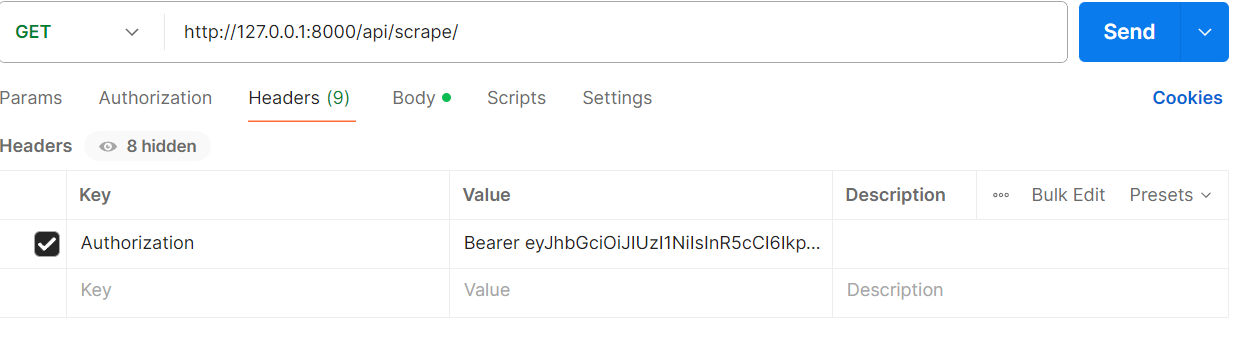 GET http://127.0.0.1:8000/api/scrape/ Send
Params Authorization Headers (9) Body Scripts Settings Cookies
Headers 8 hidden
Key Value Description Bulk Edit Presets
Authorization Bearer eyJhbGciOiJIUzI1NiIsInR5cCI6Ikp...
Key Value Description